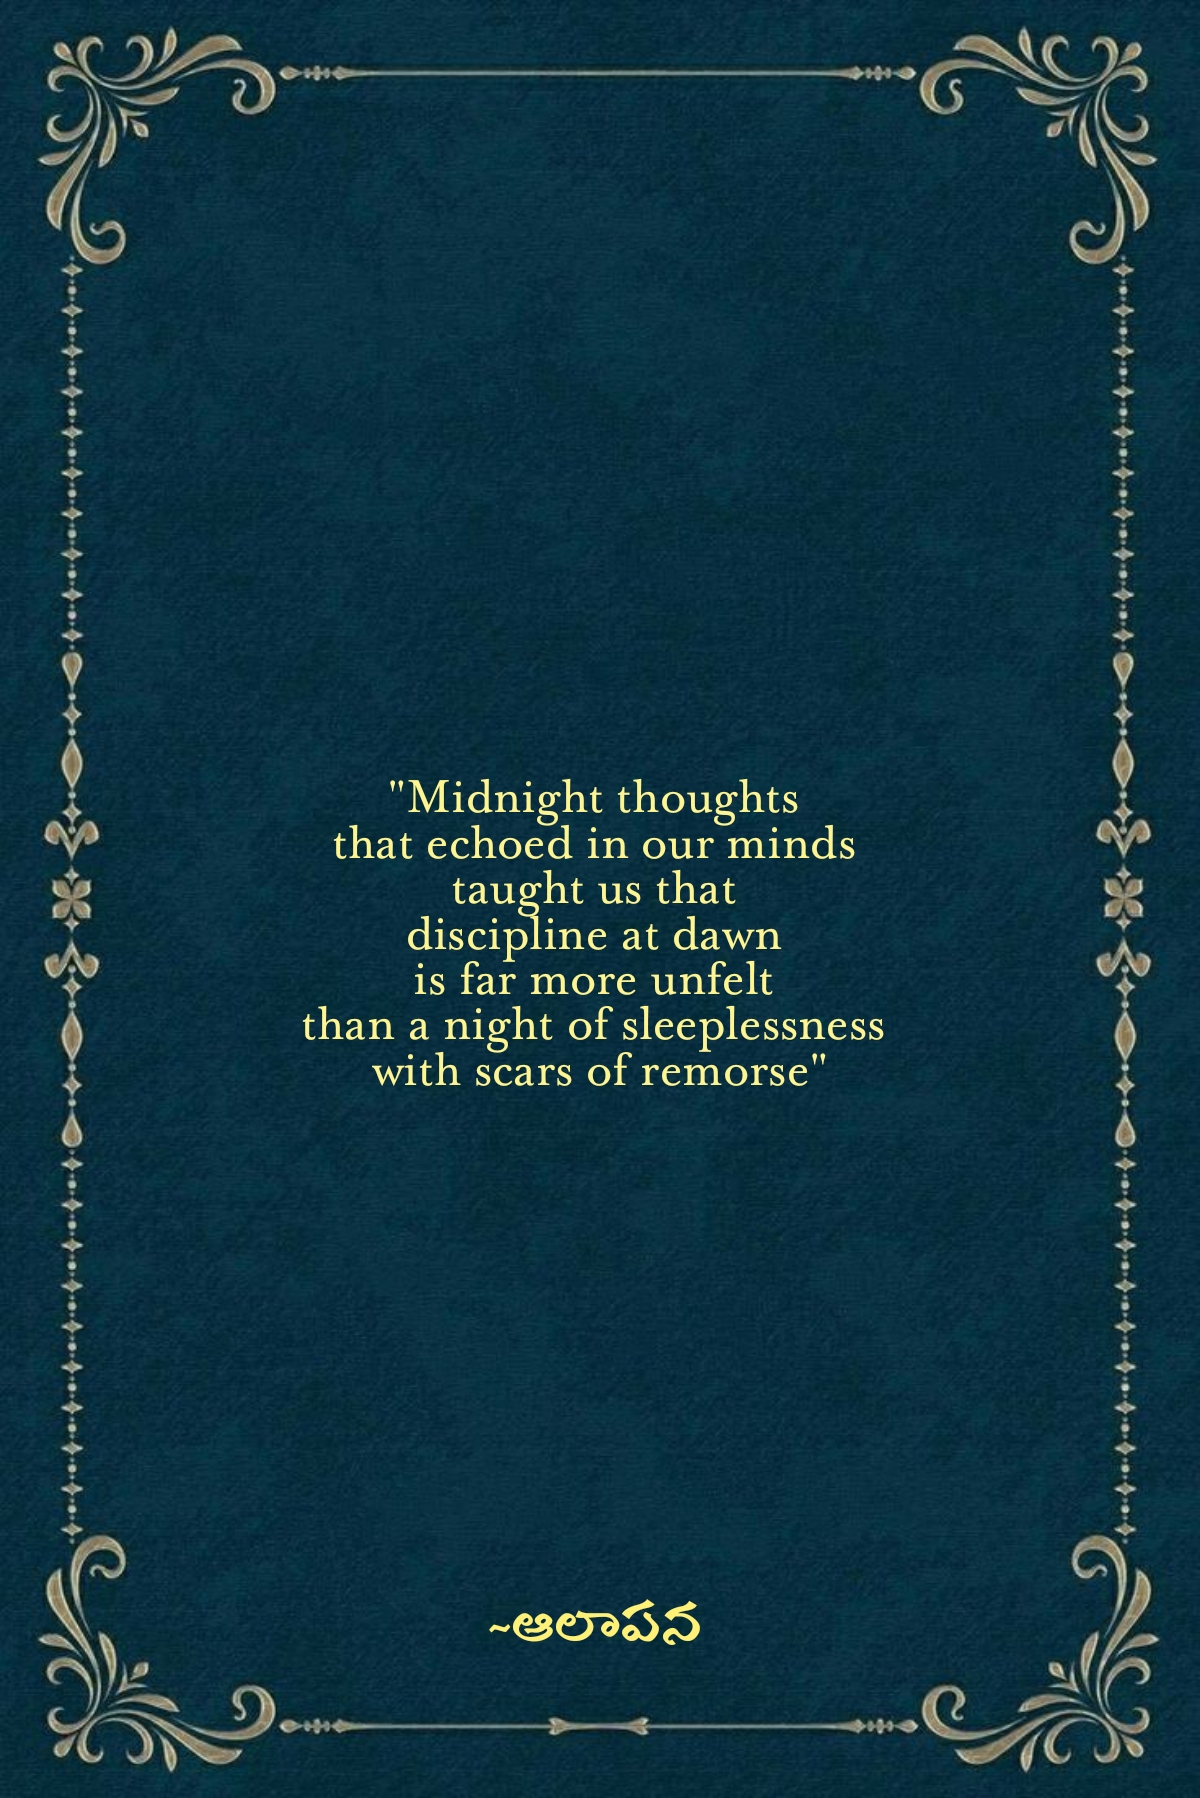 "Midnight thoughts
that echoed in our minds
taught us that
discipline at dawn
is far more unfelt
than a night of sleeplessness
with scars of remorse"
~ఆలాపన